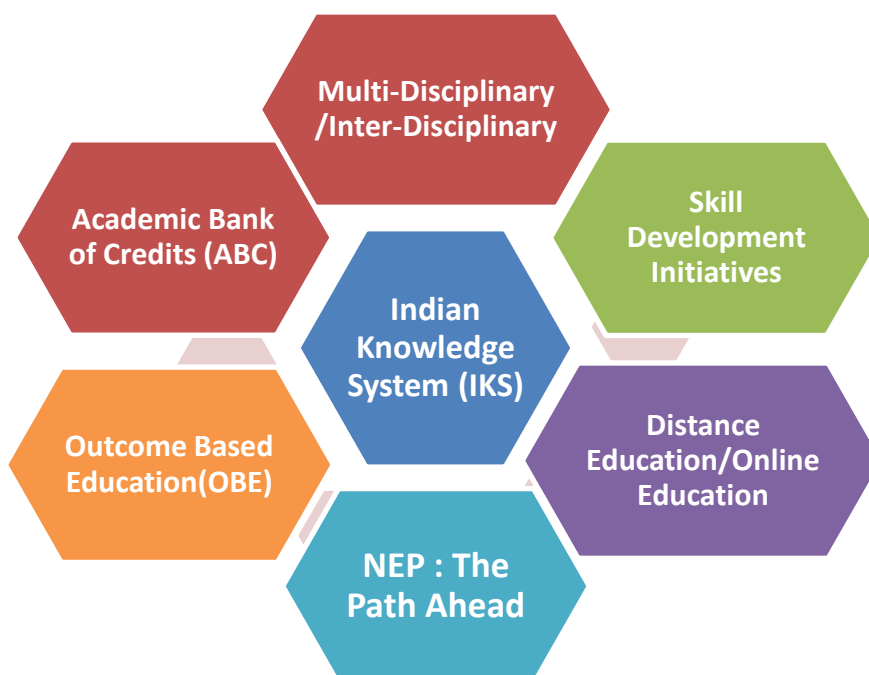 Multi-Disciplinary
/Inter-Disciplinary
Academic Bank
of Credits (ABC)
Skill
Development
Initiatives
Indian
Knowledge
System (IKS)
Outcome Based
Education(OBE)
Distance
Education/Online
Education
NEP : The
Path Ahead